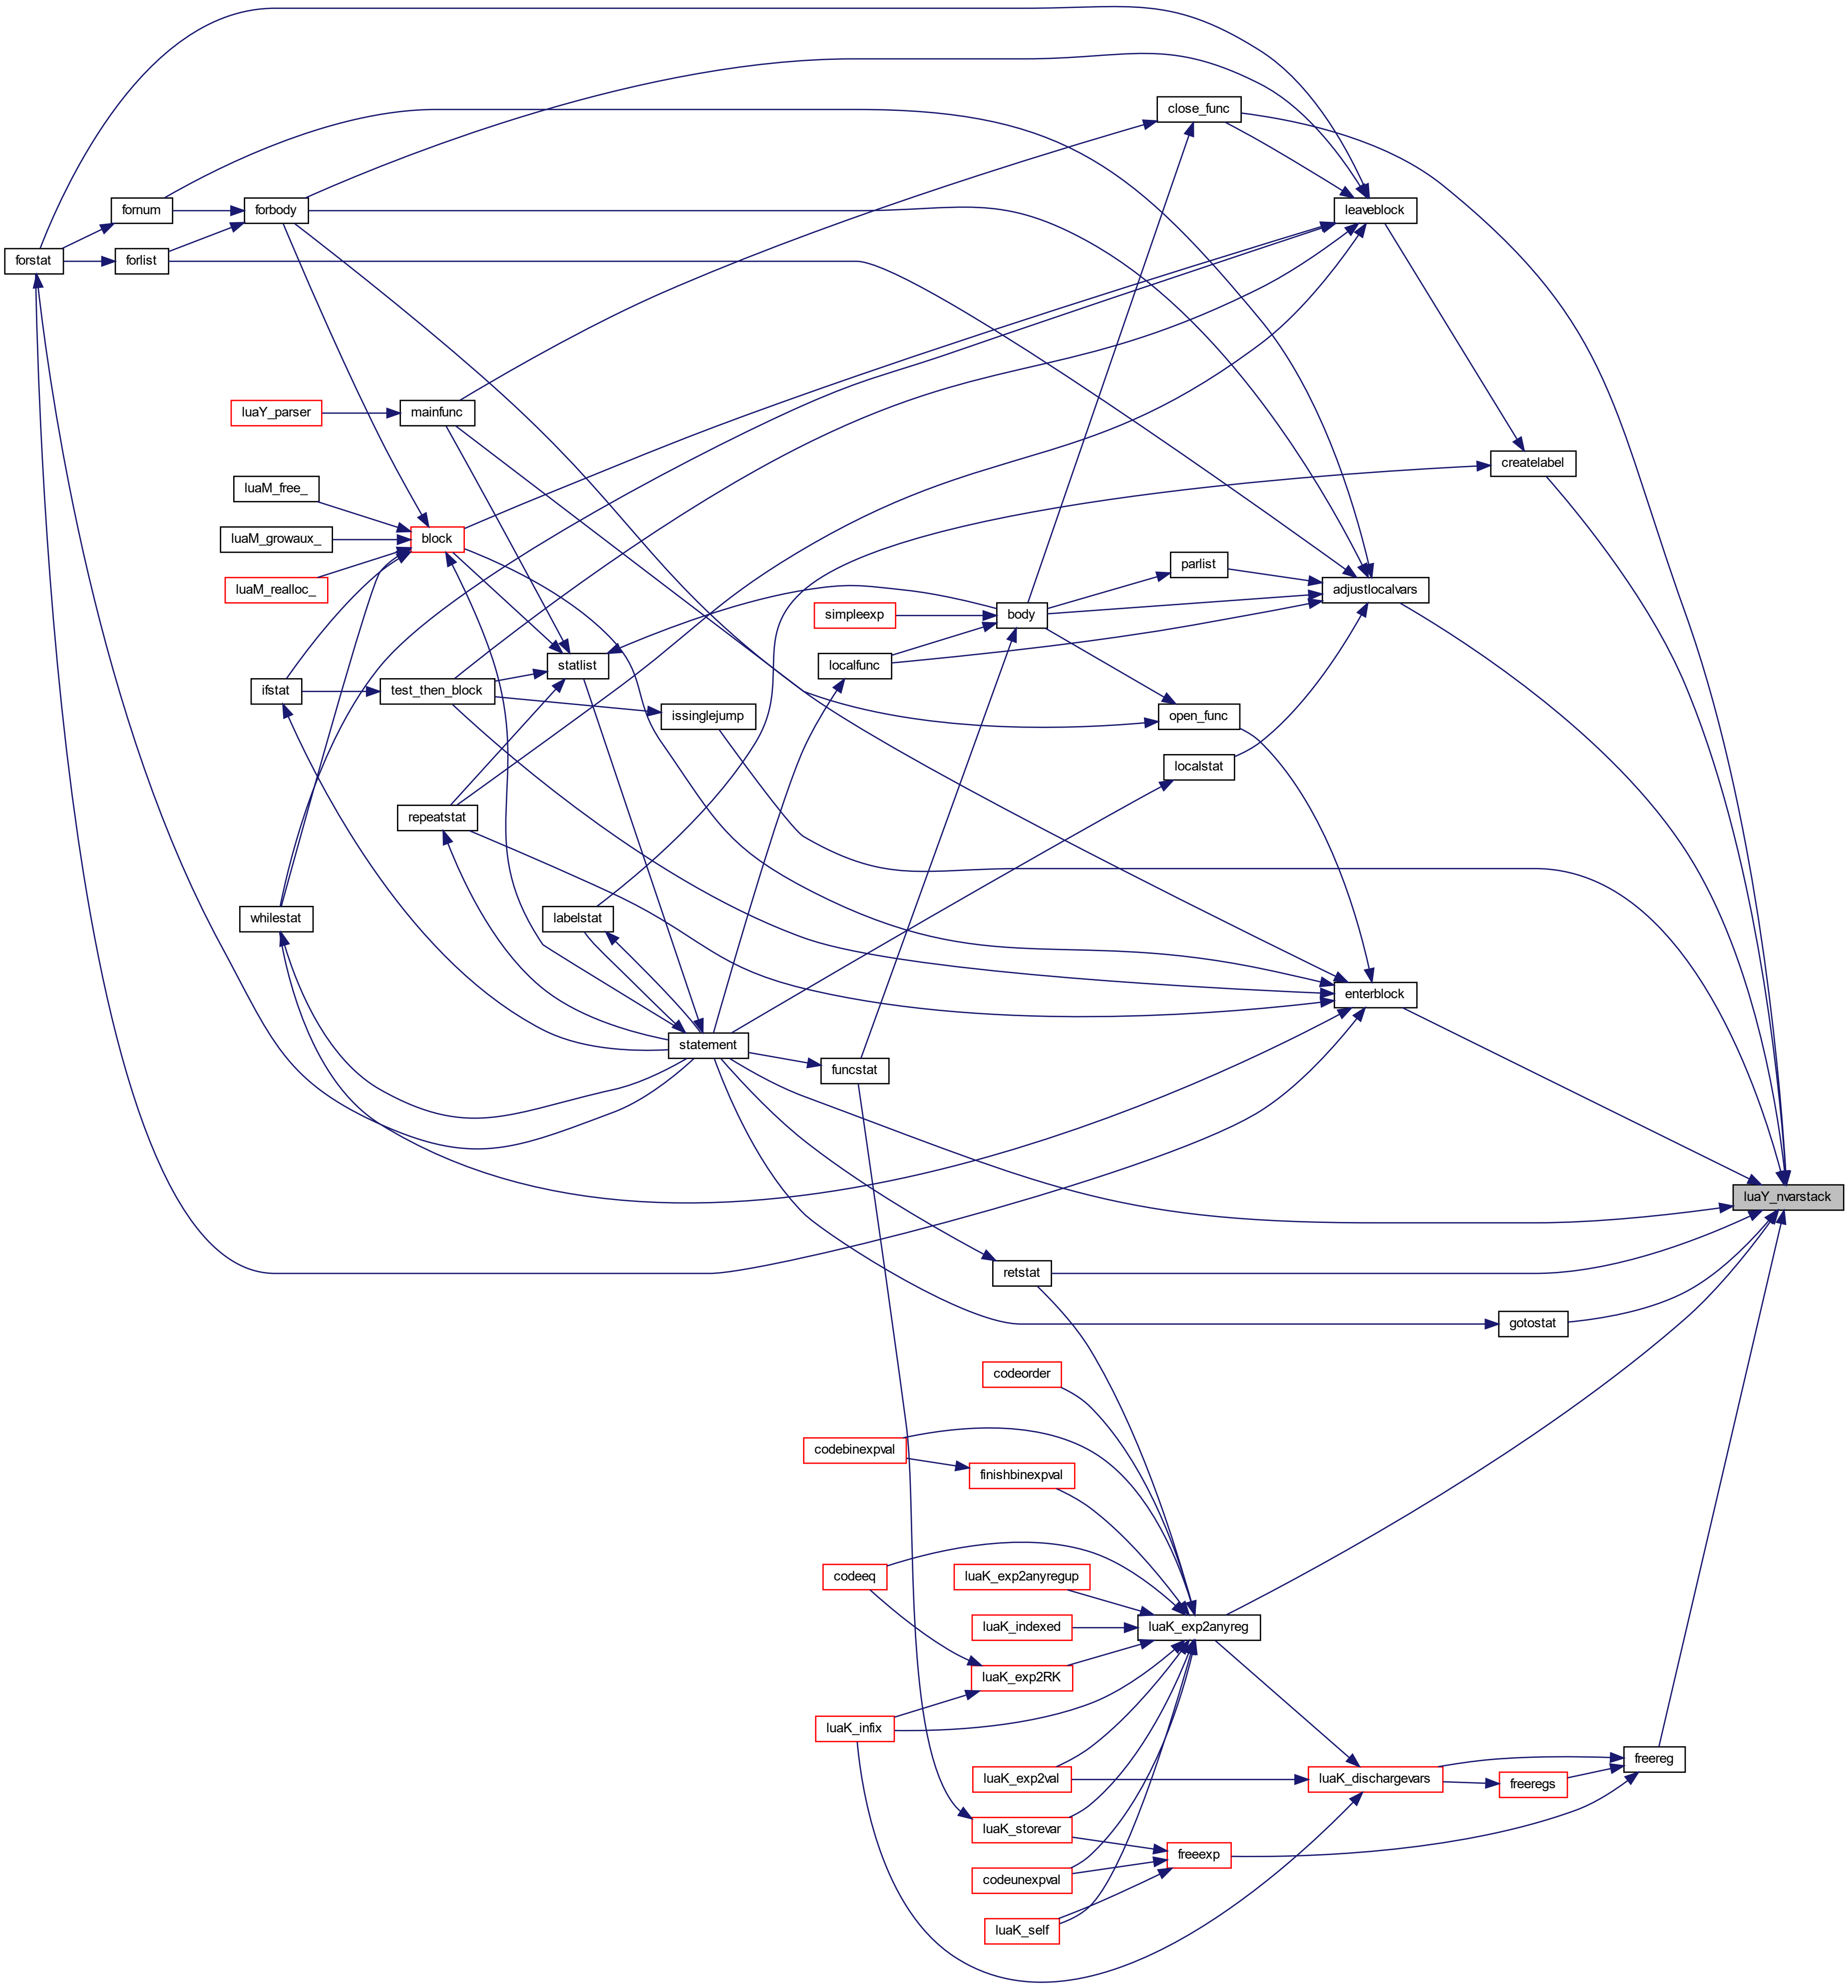 close_func
fornum
forbody
leaveblock
forstat
forlist
luaY_parser
mainfunc
createlabel
luaM_free_
luaM_growaux_
block
luaM_realloc_
parlist
adjustlocalvars
simpleexp
body
statlist
localfunc
ifstat
test_then_block
issinglejump
open_func
localstat
repeatstat
whilestat
labelstat
enterblock
statement
funcstat
luaY_nvarstack
retstat
gotostat
codeorder
codebinexpval
finishbinexpval
codeeq
luaK_exp2anyregup
luaK_indexed
luaK_exp2anyreg
luaK_exp2RK
luaK_infix
freereg
luaK_exp2val
luaK_dischargevars
freeregs
luaK_storevar
freeexp
codeunexpval
luaK_self